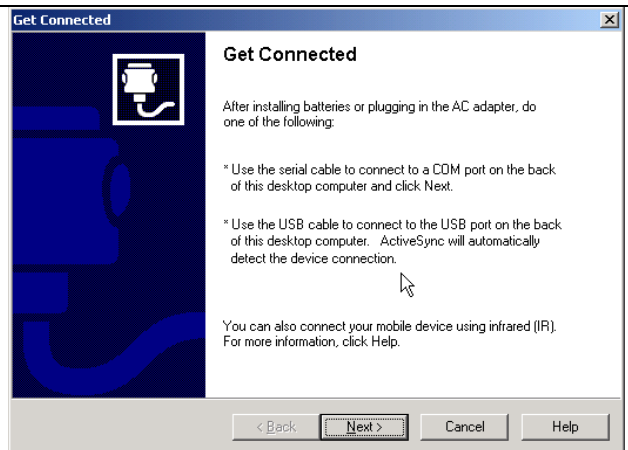 Get Connected
Get Connected
After installing batteries or plugging in the AC adapter, do
one of the following:
* Use the serial cable to connect to a COM port on the back
of this desktop computer and click Next.
* Use the USB cable to connect to the USB port on the back
of this desktop computer.   ActiveSync will automatically
detect the device connection.
You can also connect your mobile device using infrared (IR).
For more information, click Help.
< Back Next > Cancel Help